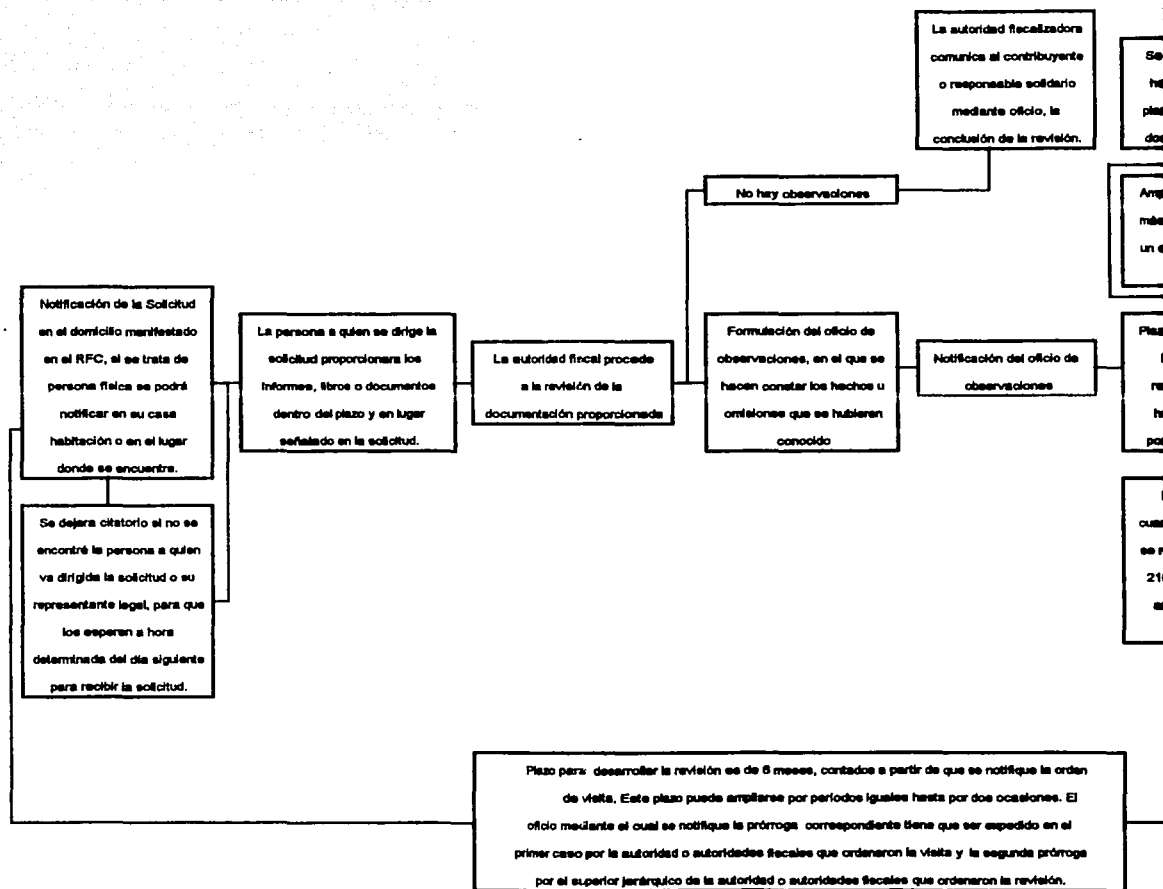 La autoridad fiscalizadora
comunica al contribuyente
o responsable solidario
mediante oficio, la
conclusión de la revisión.
No hay observaciones
Notificación de la Solicitud
en el domicilio manifestado
en el RFC, si se trata de
persona física se podrá
notificar en su casa
habitación o en el lugar
donde se encuentra.
Se dejara citatorio si no se
encontré la persona a quien
va dirigida la solicitud o su
representante legal, para que
los esperen a hora
determinada del día siguiente
para recibir la solicitud.
La persona a quien se dirige la
solicitud proporcionara los
informes, libros o documentos
dentro del plazo y en lugar
señalado en la solicitud.
La autoridad fincal procede
a la revisión de la
documentación proporcionada
Formulación del oficio de
observaciones, en el que se
hacen constar los hechos u
omisiones que se hubieren
conocido
Notificación del oficio de
observaciones
Se
un
se
Plazo para desarrollar la revisión es de 6 meses, contados a partir de que se notifique la orden
de visita, Este plazo puede ampliarse por periodos iguales hasta por dos ocasiones. El
oficio mediante el cual se notifique la prórroga correspondiente tiene que ser expedido en el
primer caso por la autoridad o autoridades fiscales que ordenaron la visita y la segunda prórroga
por el superior jerárquico de la autoridad o autoridades fiscales que ordenaron la revisión.